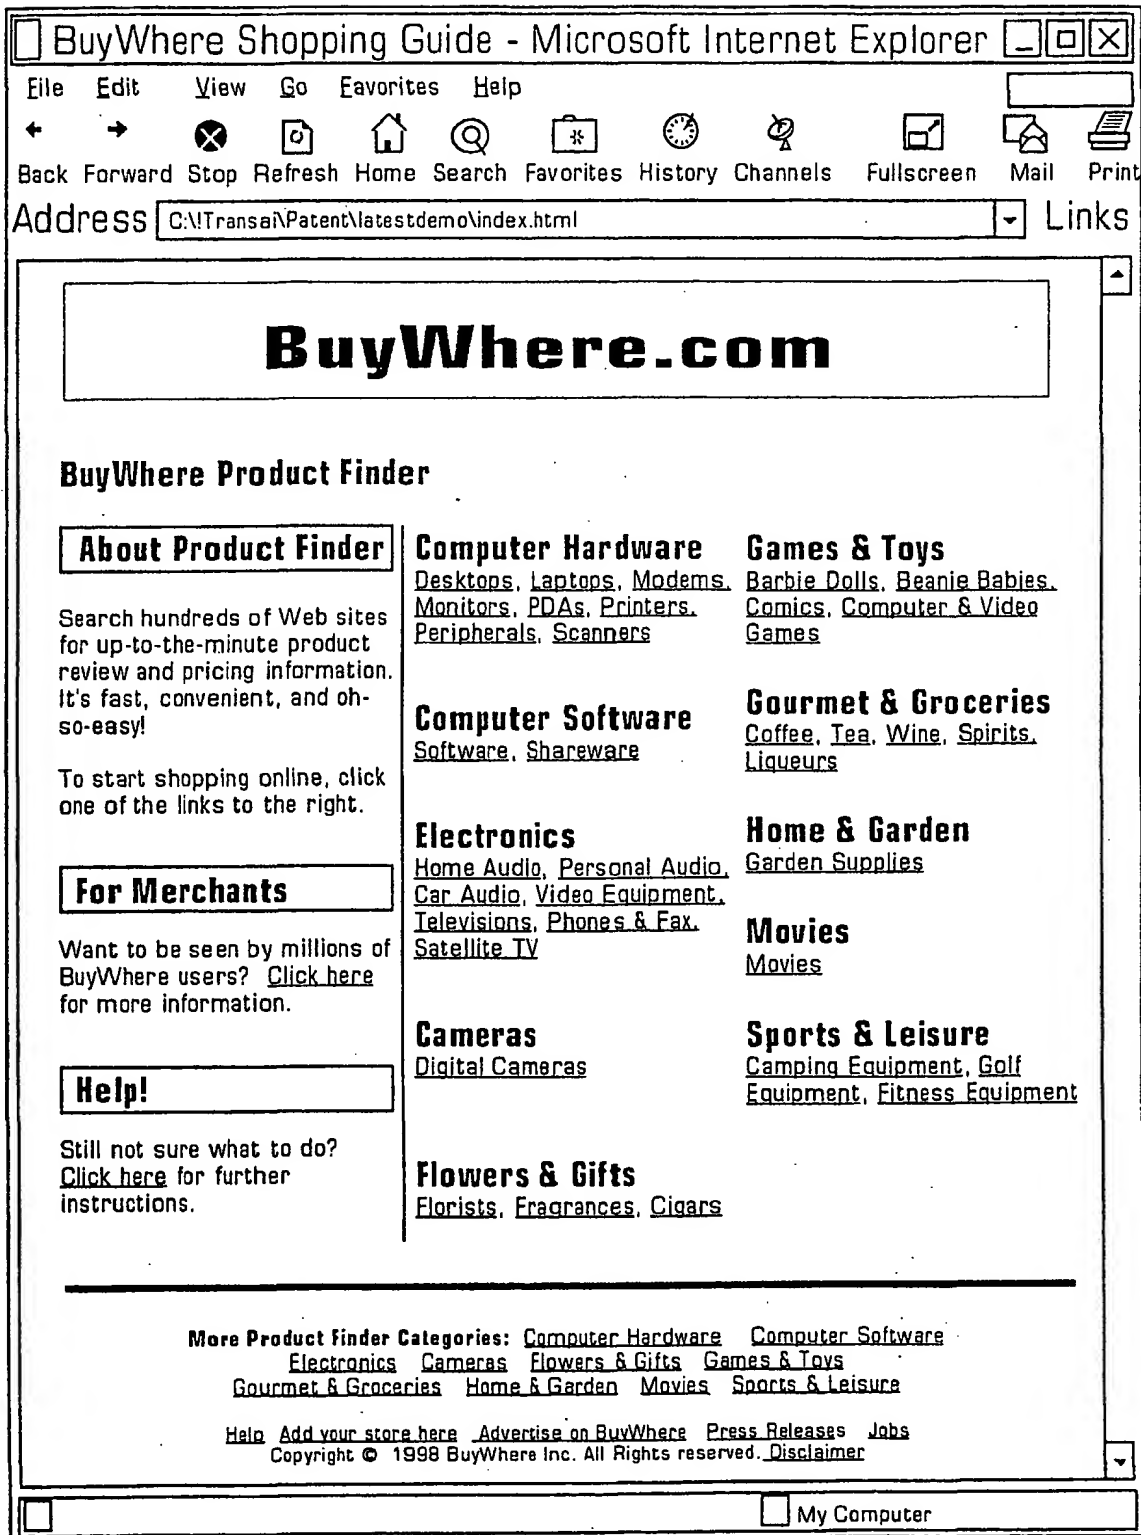 BuyWhere Shopping Guide - Microsoft Internet Explorer
File Edit View Go Favorites Help
Back Forward Stop Refresh Home Search Favorites History Channels Fullscreen Mail Print
Address C:\!Transai\Patent\latestdemo\index.html Links
BuyWhere.com
BuyWhere Product Finder
About Product Finder
Search hundreds of Web sites
for up-to-the-minute product
review and pricing information.
It's fast, convenient, and oh-
so-easy!
To start shopping online, click
one of the links to the right.
For Merchants
Want to be seen by millions of
BuyWhere users? Click here
for more information.
Help!
Still not sure what to do?
Click here for further
instructions.
Computer Hardware
Desktops, Laptops, Modems,
Monitors, PDAs, Printers,
Peripherals, Scanners
Computer Software
Software, Shareware
Electronics
Home Audio, Personal Audio,
Car Audio, Video Equipment,
Televisions, Phones & Fax,
Satellite TV
Cameras
Digital Cameras
Flowers & Gifts
Florists, Fragrances, Cigars
Games & Toys
Barbie Dolls, Beanie Babies,
Comics, Computer & Video
Games
Gourmet & Groceries
Coffee, Tea, Wine, Spirits,
Liqueurs
Home & Garden
Garden Supplies
Movies
Movies
Sports & Leisure
Camping Equipment, Golf
Equipment, Fitness Equipment
More Product Finder Categories: Computer Hardware Computer Software
Electronics Cameras Flowers & Gifts Games & Toys
Gourmet & Groceries Home & Garden Movies Sports & Leisure
Help Add your store here Advertise on BuyWhere Press Releases Jobs
Copyright © 1998 BuyWhere Inc. All Rights reserved. Disclaimer
My Computer